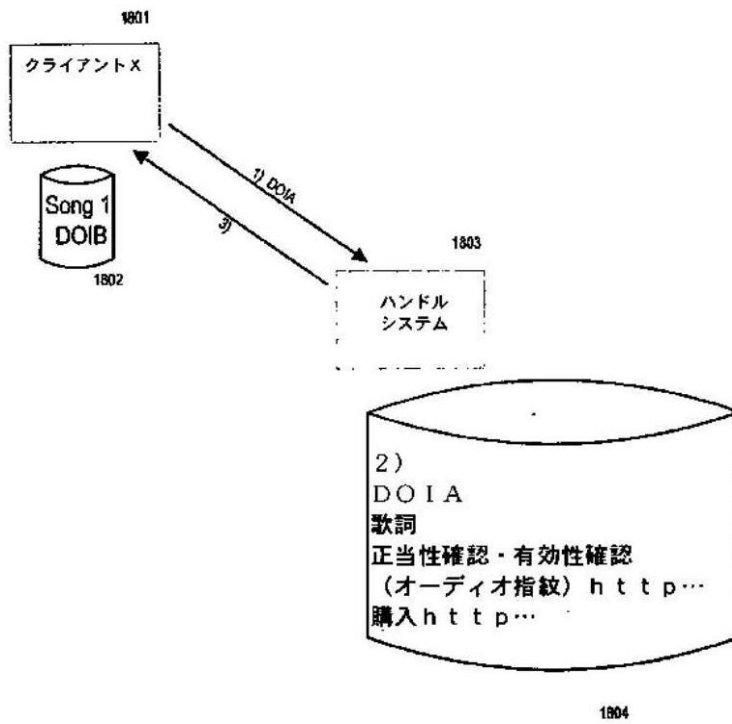 1801
クライアントX
Song 1
DOIB
1802
1) DOIA
3)
1803
ハンドル
システム
2)
DOIA
歌詞
正当性確認・有効性確認
(オーディオ指紋)http…
購入http…
1804